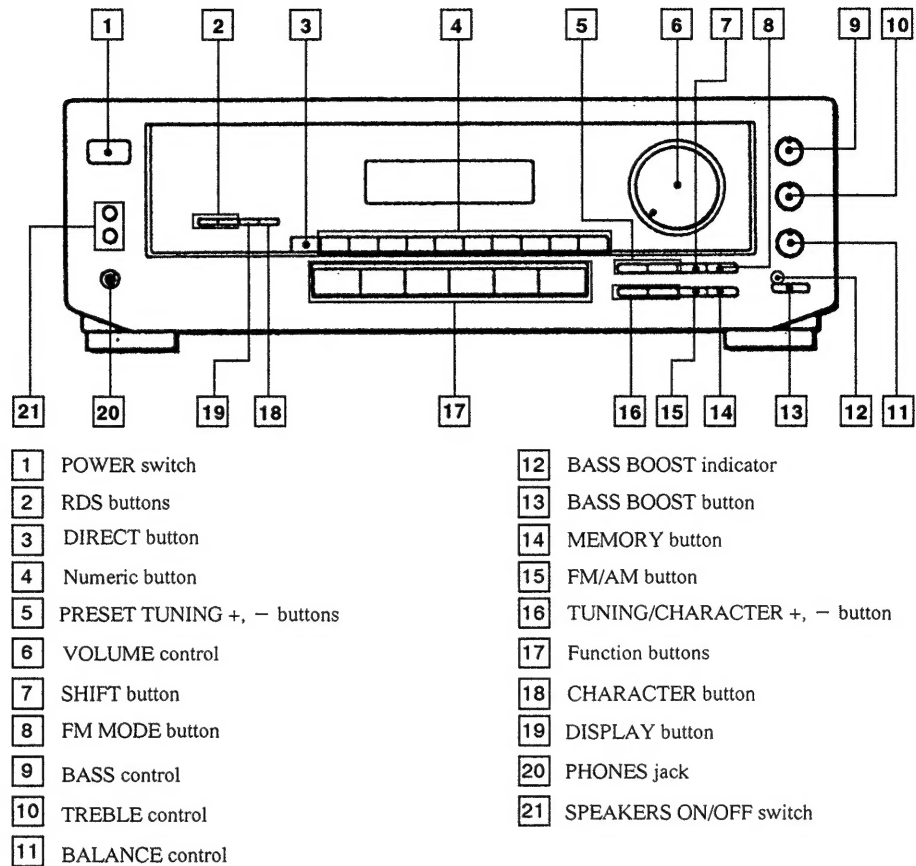 1 2 3 4 5 6 7 8 9 10
21 20 19 18 17 16 15 14 13 12 11
1 POWER switch
2 RDS buttons
3 DIRECT button
4 Numeric button
5 PRESET TUNING +, − buttons
6 VOLUME control
7 SHIFT button
8 FM MODE button
9 BASS control
10 TREBLE control
11 BALANCE control
12 BASS BOOST indicator
13 BASS BOOST button
14 MEMORY button
15 FM/AM button
16 TUNING/CHARACTER +, − button
17 Function buttons
18 CHARACTER button
19 DISPLAY button
20 PHONES jack
21 SPEAKERS ON/OFF switch